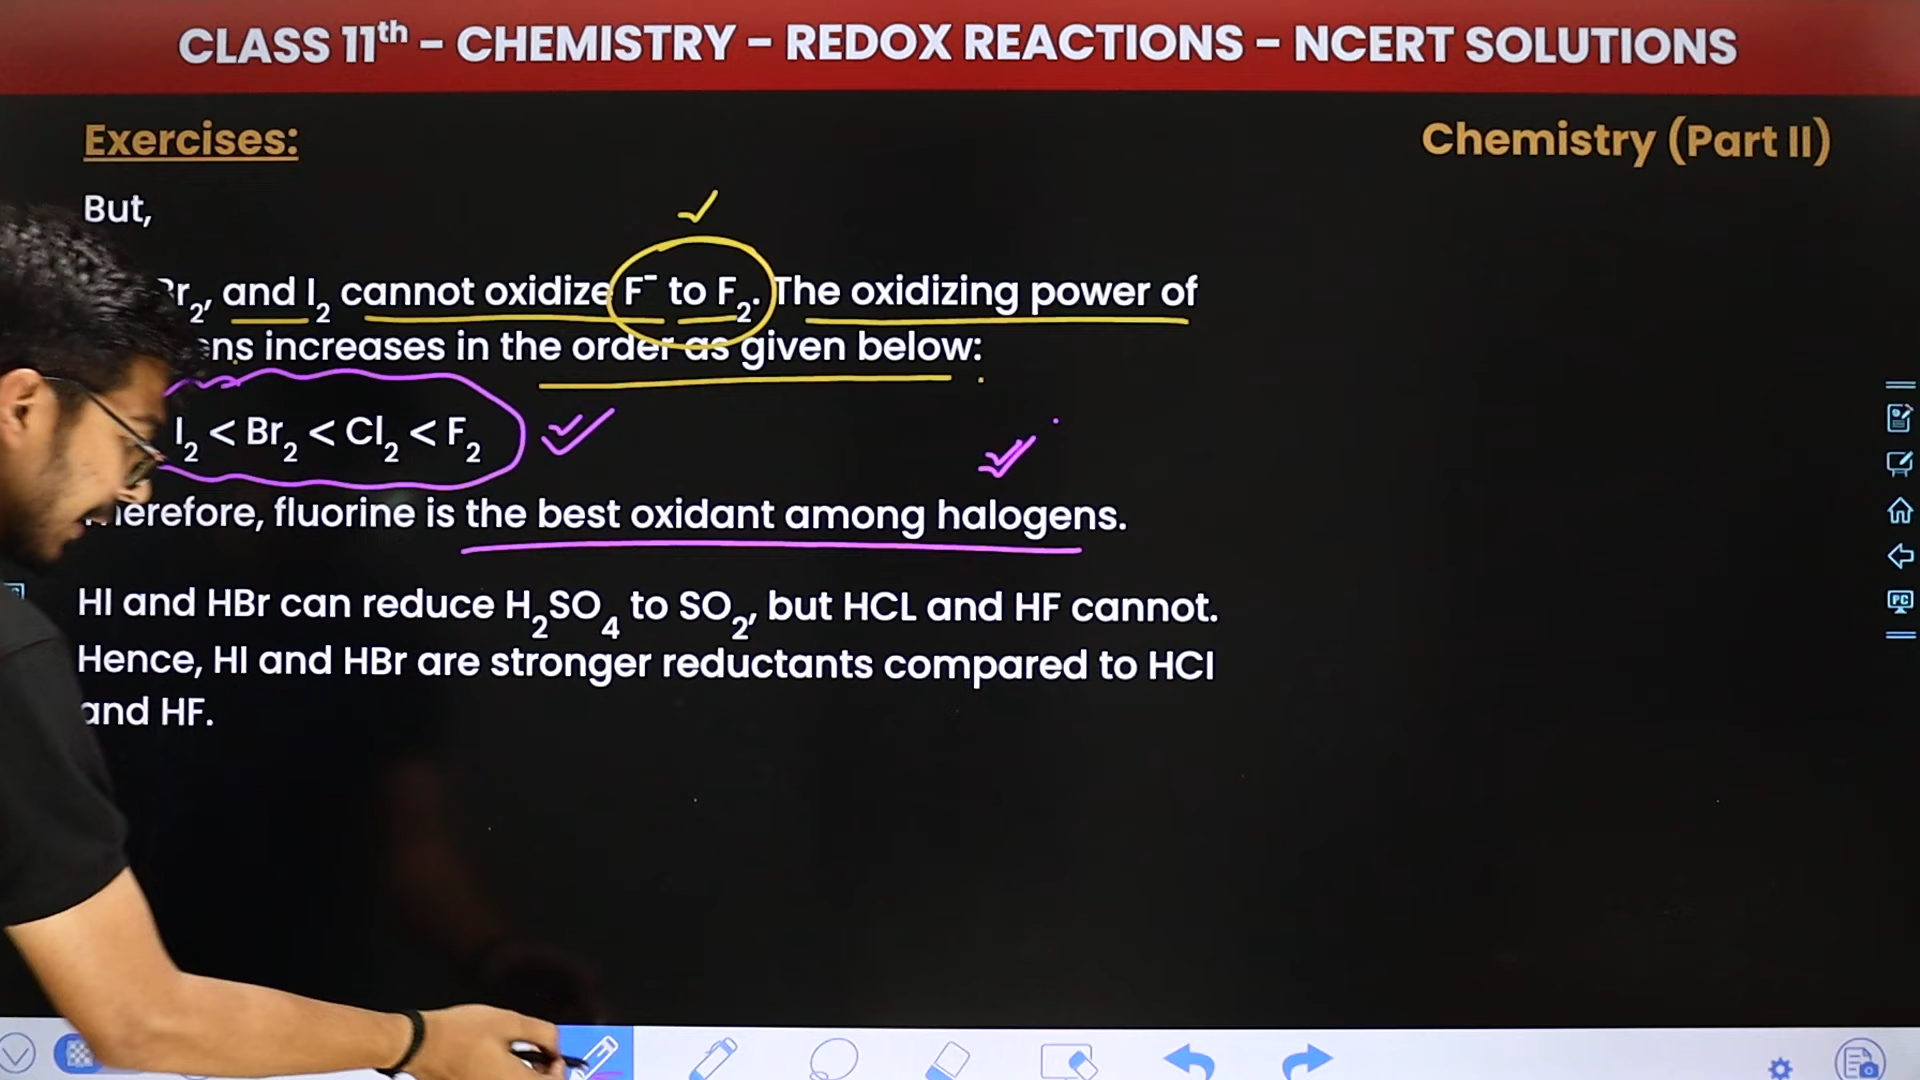 CLASS 11th – CHEMISTRY – REDOX REACTIONS – NCERT SOLUTIONS
Exercises:
Chemistry (Part II)
But,
Br2, and I2 cannot oxidize F⁻ to F2. The oxidizing power of
increases in the order as given below:
I2 < Br2 < Cl2 < F2
Therefore, fluorine is the best oxidant among halogens.
HI and HBr can reduce H2SO4 to SO2, but HCL and HF cannot.
Hence, HI and HBr are stronger reductants compared to HCl
and HF.
PC